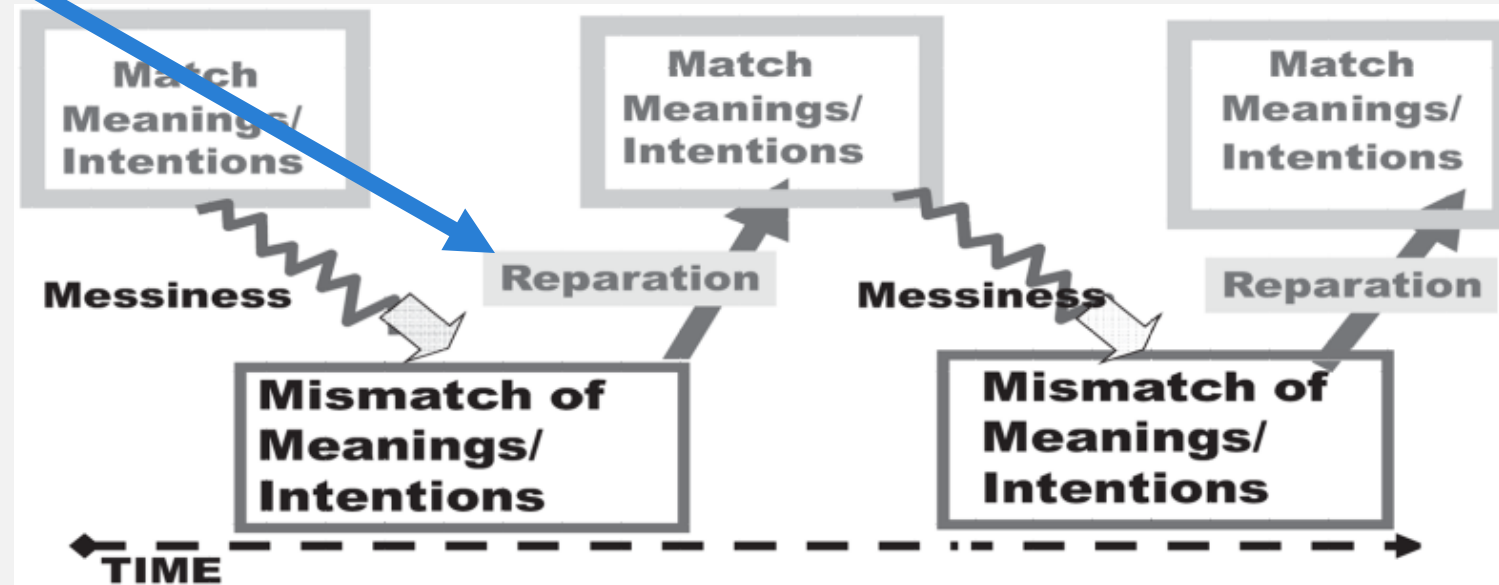 Match
Meanings/
Intentions
Match
Meanings/
Intentions
Match
Meanings/
Intentions
Messiness
Reparation
Messiness
Reparation
Mismatch of
Meanings/
Intentions
Mismatch of
Meanings/
Intentions
TIME